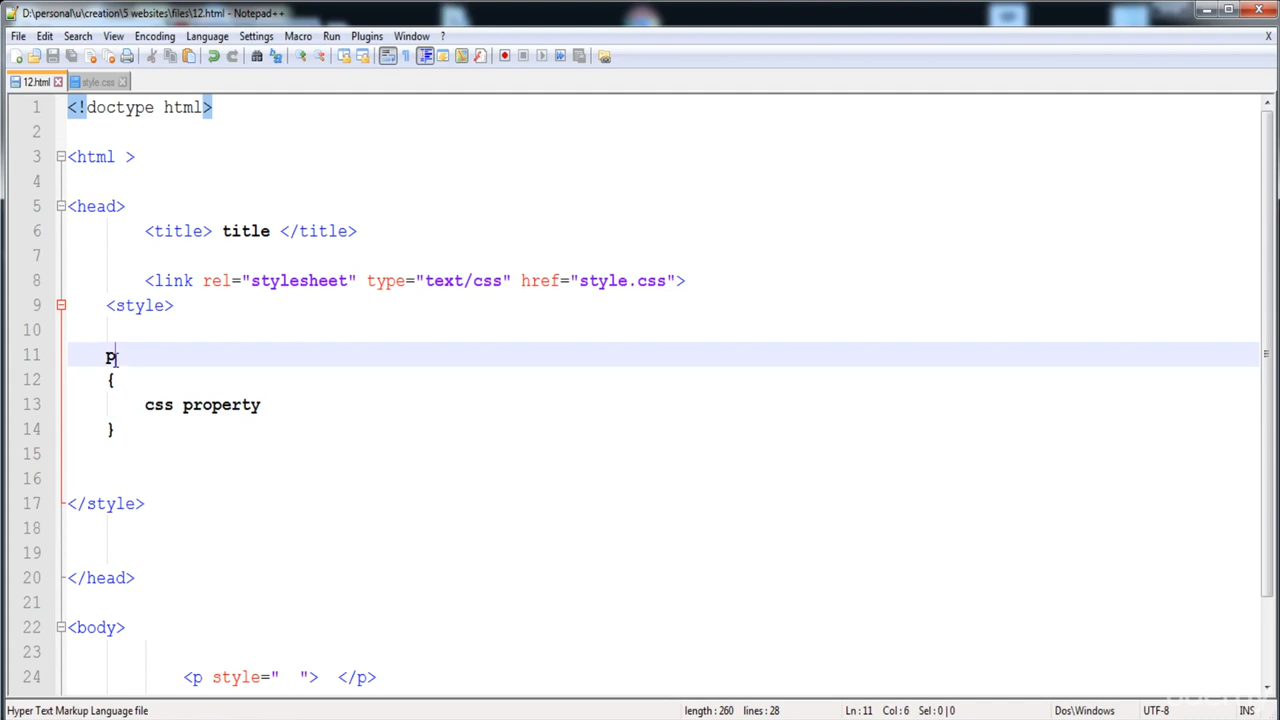 D:\personal\u\creation\5 websites\files\12.html - Notepad++
File Edit Search View Encoding Language Settings Macro Run Plugins Window ? X
12.html style.css
1 <!doctype html>
2
3 <html >
4
5 <head>
6 <title> title </title>
7
8 <link rel="stylesheet" type="text/css" href="style.css">
9 <style>
10
11 p
12 {
13 css property
14 }
15
16
17 </style>
18
19
20 </head>
21
22 <body>
23
24 <p style="  ">  </p>
Hyper Text Markup Language file length : 260 lines : 28 Ln : 11 Col : 6 Sel : 0 | 0 Dos\Windows UTF-8 INS